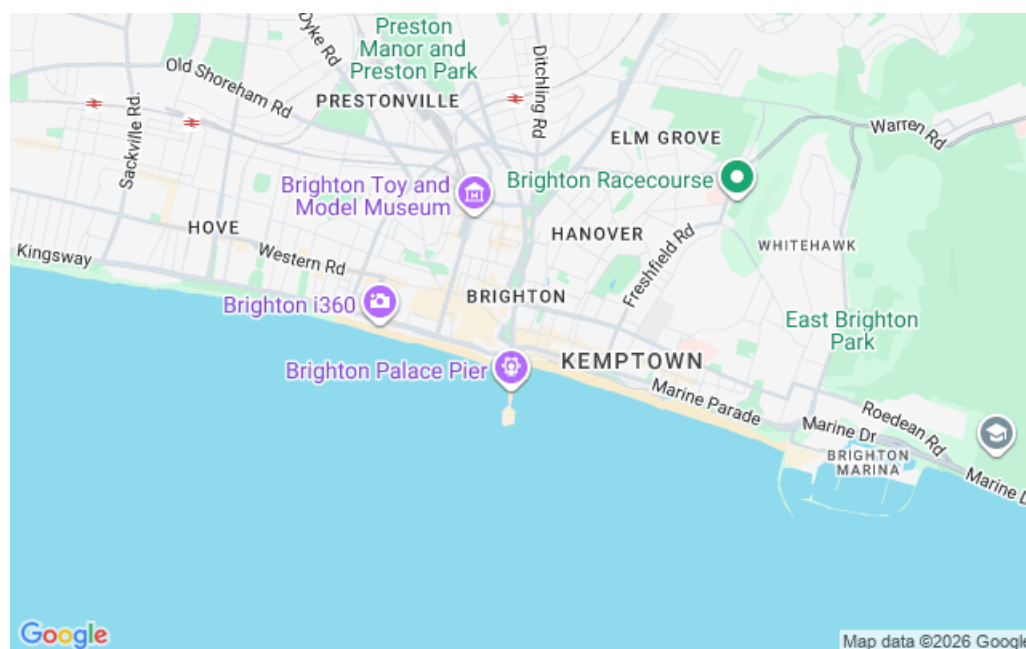 Preston
Manor and
Preston Park
Dyke Rd
Ditchling Rd
Old Shoreham Rd
PRESTONVILLE
Sackville Rd.
ELM GROVE
Warren Rd
Brighton Toy and
Model Museum
Brighton Racecourse
HOVE
HANOVER
WHITEHAWK
Kingsway
Western Rd
Freshfield Rd
Brighton i360
BRIGHTON
East Brighton
Park
Brighton Palace Pier
KEMPTOWN
Marine Parade
Roedean Rd
Marine Dr
BRIGHTON
MARINA
Marine D
Google
Map data ©2026 Google